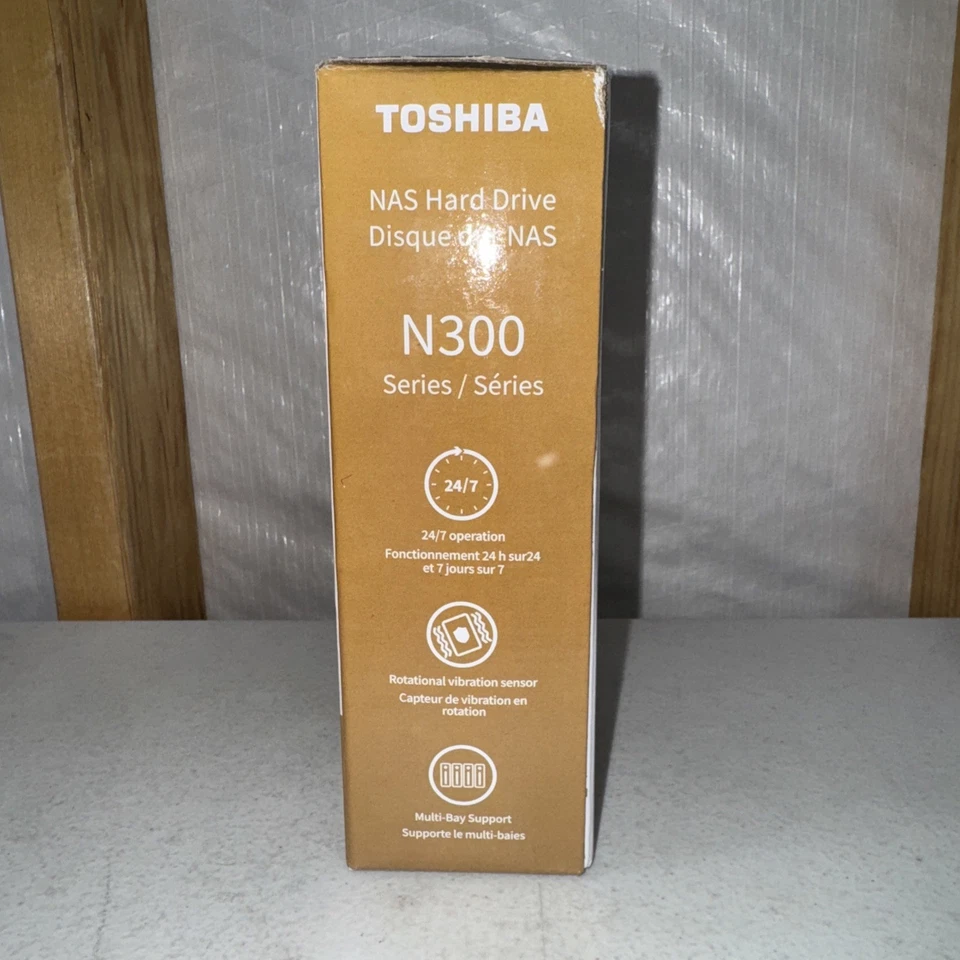 TOSHIBA
NAS Hard Drive
Disque dur NAS
N300
Series / Séries
24/7
24/7 operation
Fonctionnement 24 h sur24
et 7 jours sur 7
Rotational vibration sensor
Capteur de vibration en
rotation
Multi-Bay Support
Supporte le multi-baies